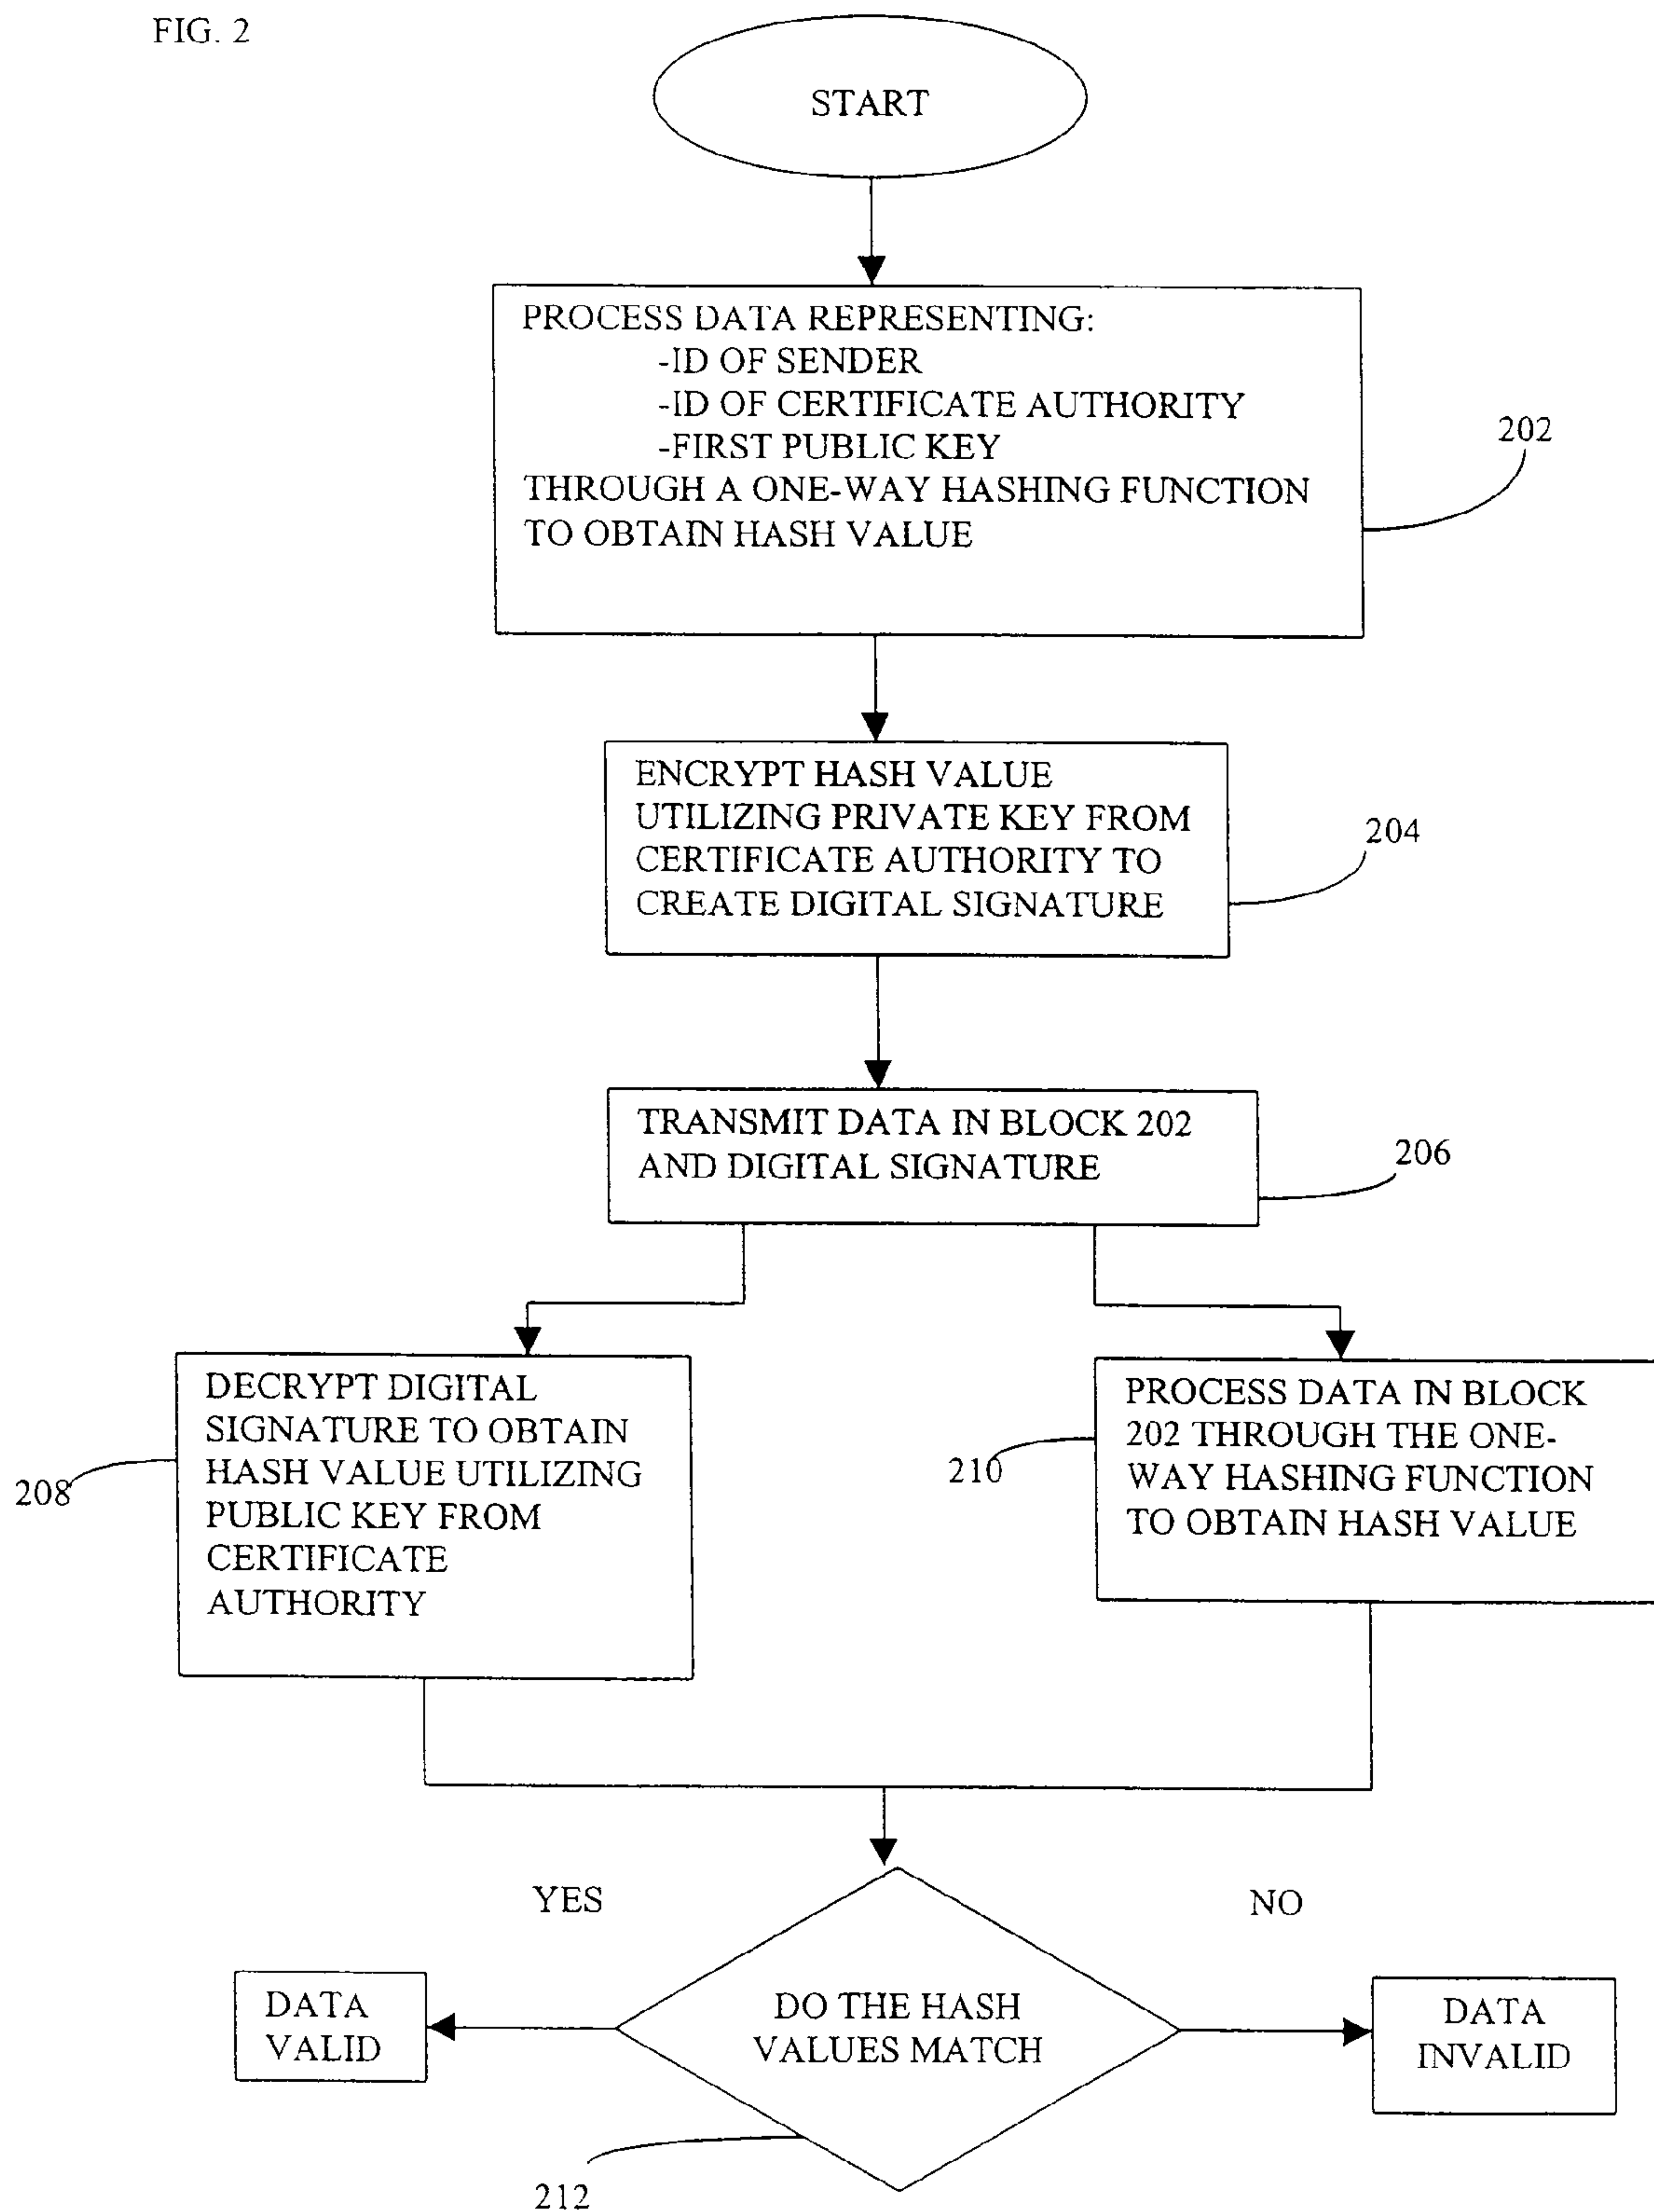 FIG. 2
START
PROCESS DATA REPRESENTING:
-ID OF SENDER
-ID OF CERTIFICATE AUTHORITY
-FIRST PUBLIC KEY
THROUGH A ONE-WAY HASHING FUNCTION
TO OBTAIN HASH VALUE
202
ENCRYPT HASH VALUE
UTILIZING PRIVATE KEY FROM
CERTIFICATE AUTHORITY TO
CREATE DIGITAL SIGNATURE
204
TRANSMIT DATA IN BLOCK 202
AND DIGITAL SIGNATURE
206
DECRYPT DIGITAL
SIGNATURE TO OBTAIN
HASH VALUE UTILIZING
PUBLIC KEY FROM
CERTIFICATE
AUTHORITY
208
PROCESS DATA IN BLOCK
202 THROUGH THE ONE-
WAY HASHING FUNCTION
TO OBTAIN HASH VALUE
210
YES
NO
DATA
VALID
DO THE HASH
VALUES MATCH
DATA
INVALID
212